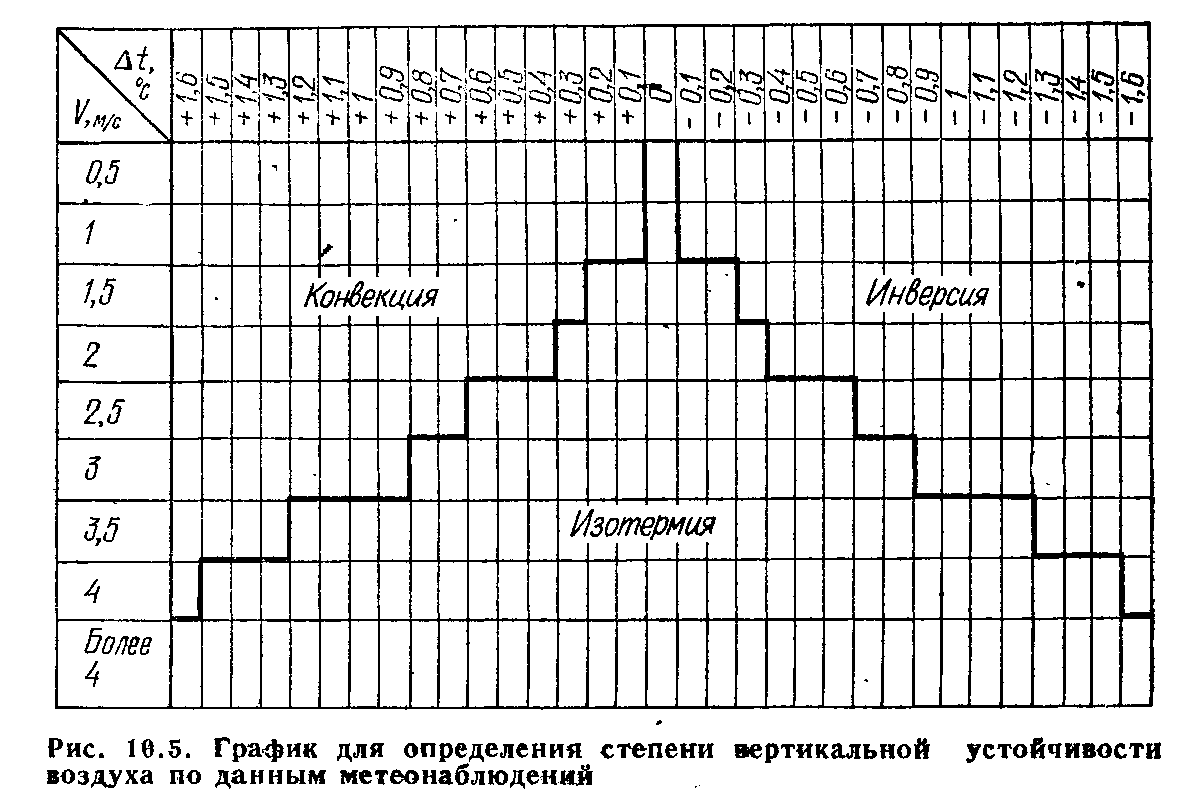 Δt, °C
V, м/с
+1,6 +1,5 +1,4 +1,3 +1,2 +1,1 +1 +0,9 +0,8 +0,7 +0,6 +0,5 +0,4 +0,3 +0,2 +0,1 0 -0,1 -0,2 -0,3 -0,4 -0,5 -0,6 -0,7 -0,8 -0,9 -1 -1,1 -1,2 -1,3 -1,4 -1,5 -1,6
0,5
1
1,5
Конвекция
Инверсия
2
2,5
3
3,5
Изотермия
4
Более
4
Рис. 10.5. График для определения степени вертикальной устойчивости
воздуха по данным метеонаблюдений